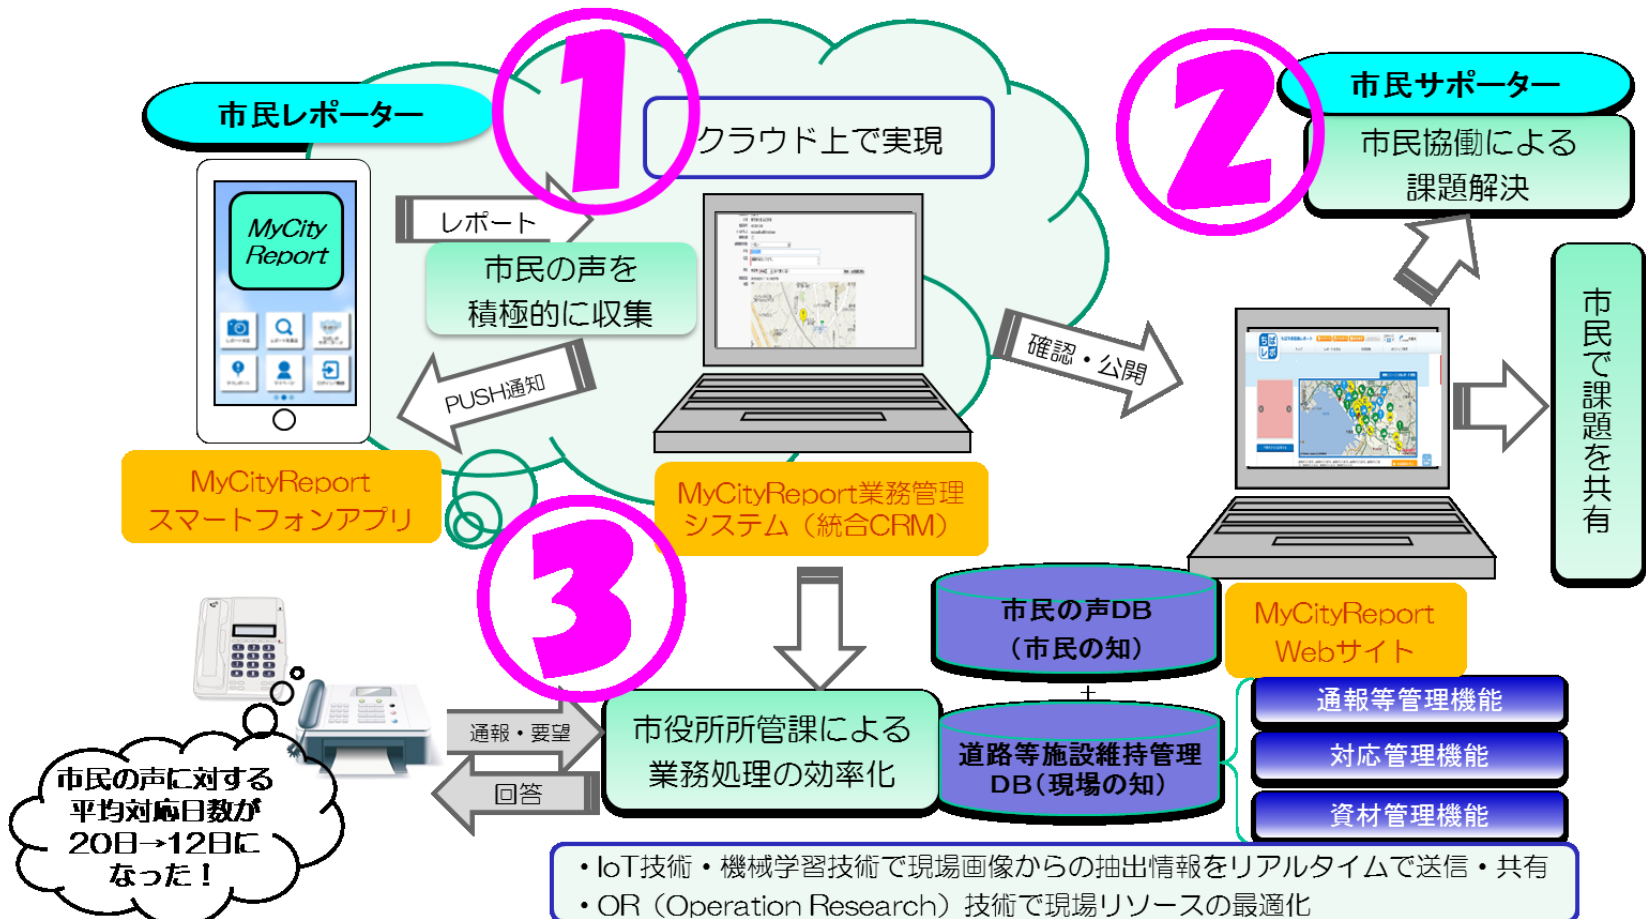 1
市民レポーター
クラウド上で実現
MyCity
Report
レポート
市民の声を
積極的に収集
PUSH通知
確認・公開
2
市民サポーター
市民協働による
課題解決
市民で課題を共有
ちば
レポ
MyCityReport
スマートフォンアプリ
MyCityReport業務管理
システム（統合CRM）
3
市民の声DB
（市民の知）
+
MyCityReport
Webサイト
通報・要望
回答
市役所所管課による
業務処理の効率化
道路等施設維持管理
DB（現場の知）
通報等管理機能
対応管理機能
資材管理機能
市民の声に対する
平均対応日数が
20日→12日に
なった！
・IoT技術・機械学習技術で現場画像からの抽出情報をリアルタイムで送信・共有
・OR（Operation Research）技術で現場リソースの最適化